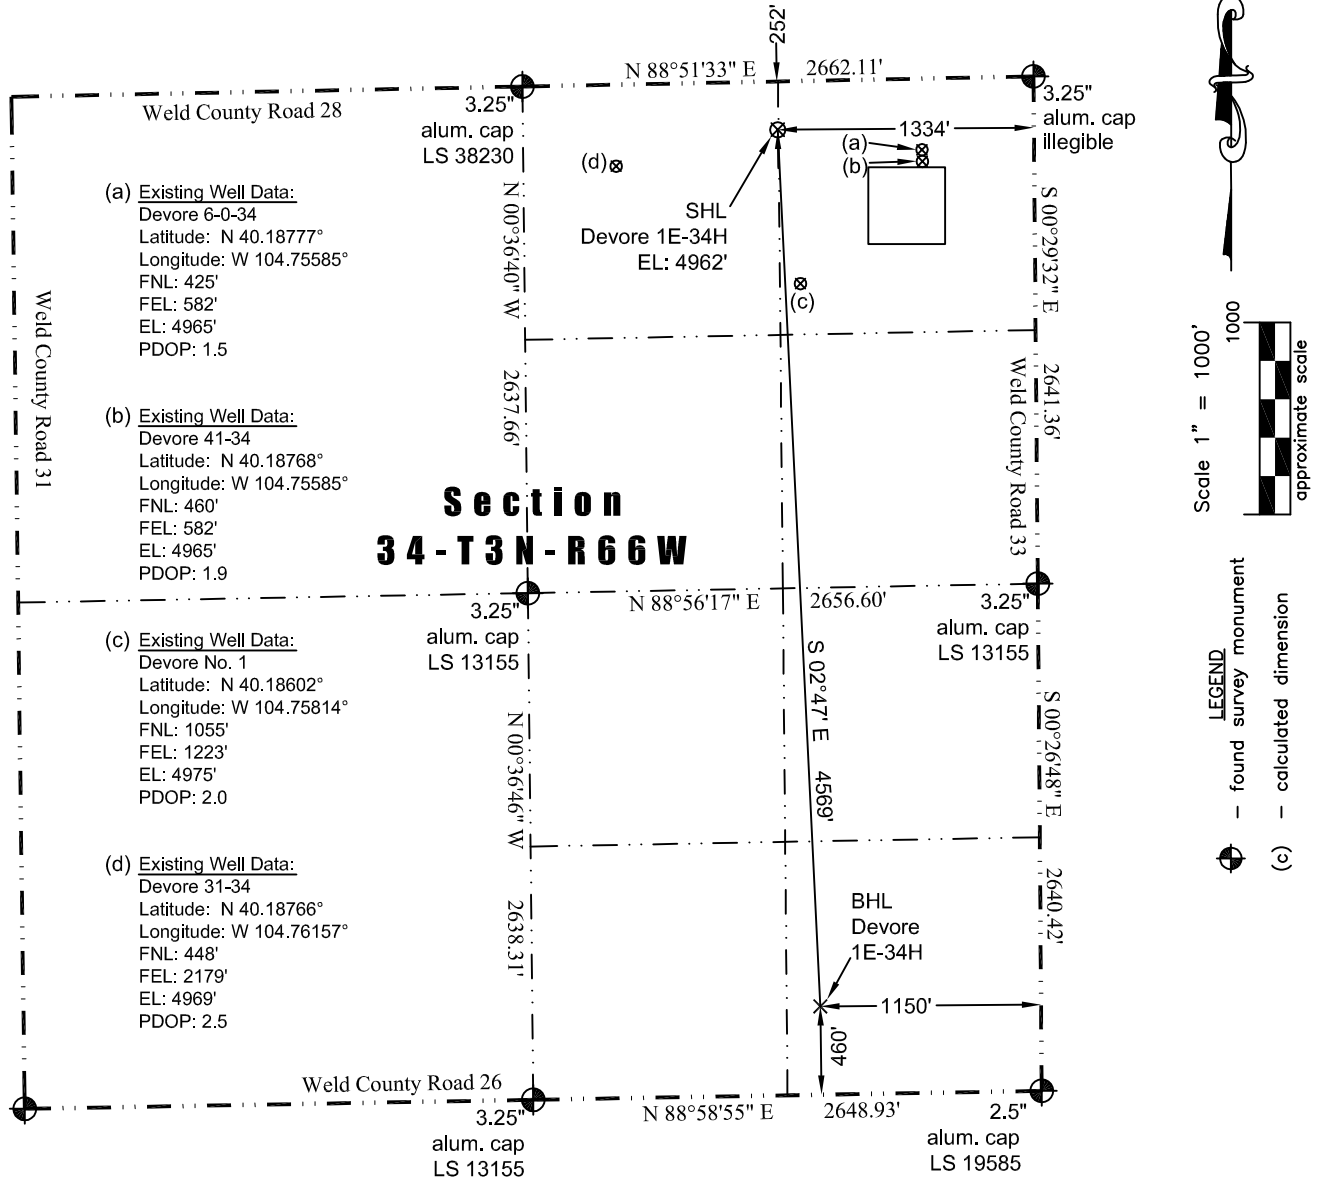 252'
N 88°51'33" E 2662.11'
Weld County Road 28
3.25"
alum. cap
LS 38230
3.25"
alum. cap
illegible
1334'
(a)
(b)
(d)
SHL
Devore 1E-34H
EL: 4962'
(c)
N 00°36'40" W
2637.66'
S 00°29'32" E
2641.36'
Weld County Road 33
Weld County Road 31
(a) Existing Well Data:
Devore 6-0-34
Latitude: N 40.18777°
Longitude: W 104.75585°
FNL: 425'
FEL: 582'
EL: 4965'
PDOP: 1.5
(b) Existing Well Data:
Devore 41-34
Latitude: N 40.18768°
Longitude: W 104.75585°
FNL: 460'
FEL: 582'
EL: 4965'
PDOP: 1.9
Section
34-T3N-R66W
N 88°56'17" E 2656.60'
3.25"
alum. cap
LS 13155
3.25"
alum. cap
LS 13155
(c) Existing Well Data:
Devore No. 1
Latitude: N 40.18602°
Longitude: W 104.75814°
FNL: 1055'
FEL: 1223'
EL: 4975'
PDOP: 2.0
(d) Existing Well Data:
Devore 31-34
Latitude: N 40.18766°
Longitude: W 104.76157°
FNL: 448'
FEL: 2179'
EL: 4969'
PDOP: 2.5
N 00°36'46" W
2638.31'
S 02°47' E 4569'
S 00°26'48" E
2640.42'
BHL
Devore
1E-34H
1150'
460'
Weld County Road 26
N 88°58'55" E 2648.93'
3.25"
alum. cap
LS 13155
2.5"
alum. cap
LS 19585
Scale 1" = 1000'
1000
approximate scale
LEGEND
- found survey monument
(c) - calculated dimension